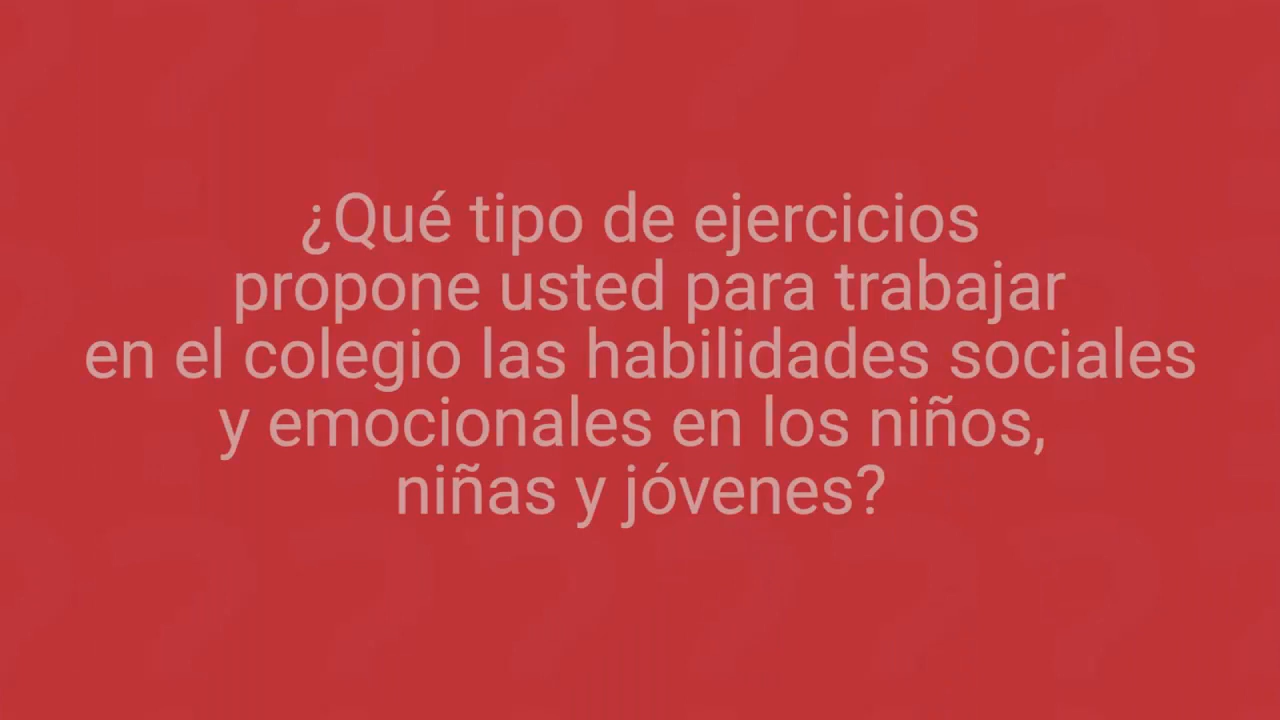 ¿Qué tipo de ejercicios
propone usted para trabajar
en el colegio las habilidades sociales
y emocionales en los niños,
niñas y jóvenes?